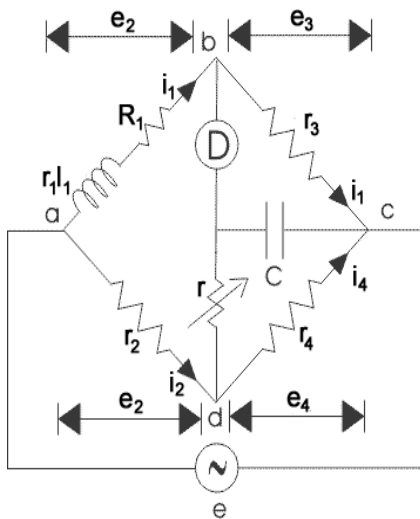 e2 e3
b
i1
R1 r3
D
r1l1
a i1 c
C i4
r
r2 r4
i2
e2 d e4
~
e